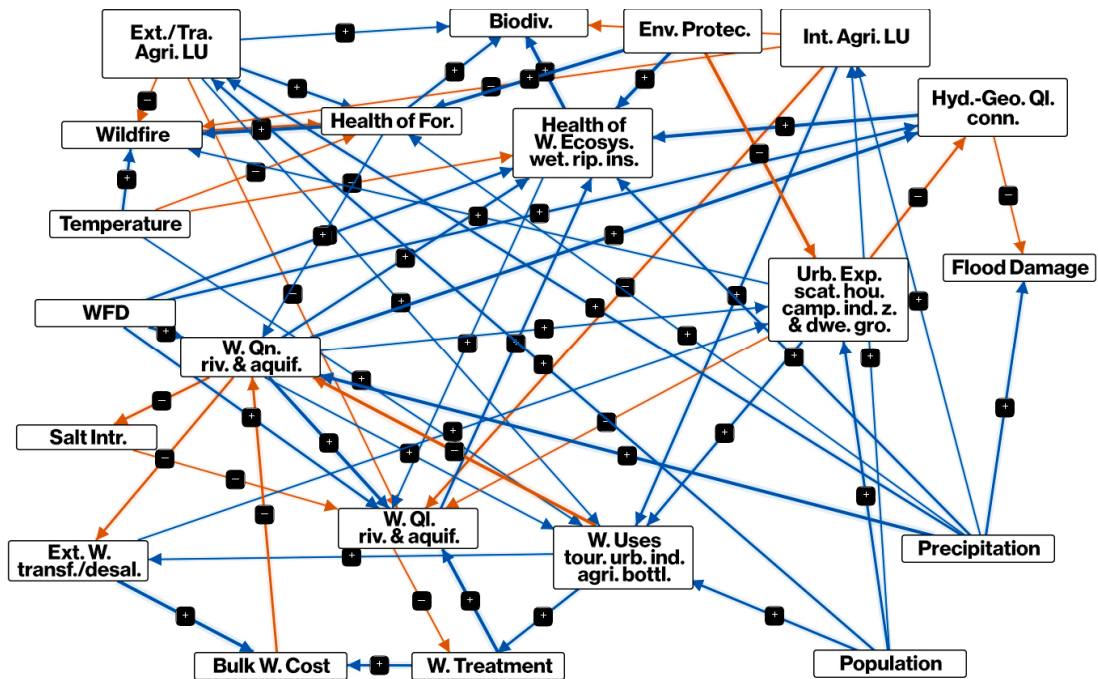 Ext./Tra.
Agri. LU
Biodiv.
Env. Protec.
Int. Agri. LU
Hyd.-Geo. Ql.
conn.
Wildfire
Health of For.
Health of
W. Ecosys.
wet. rip. ins.
Temperature
Flood Damage
Urb. Exp.
scat. hou.
camp. ind. z.
& dwe. gro.
WFD
W. Qn.
riv. & aquif.
Salt Intr.
W. Ql.
riv. & aquif.
Ext. W.
transf./desal.
W. Uses
tour. urb. ind.
agri. bottl.
Precipitation
Bulk W. Cost
W. Treatment
Population